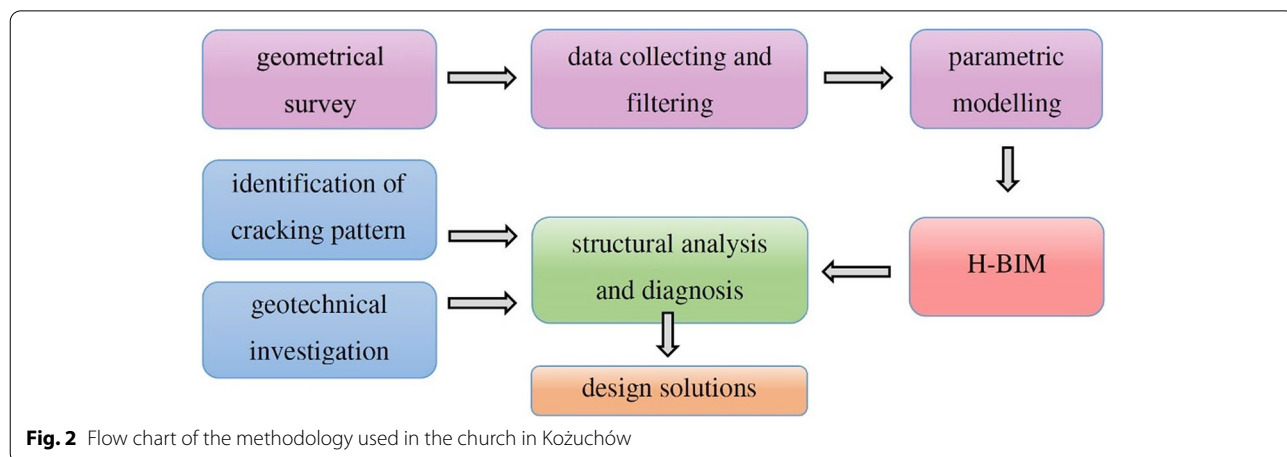 geometrical
survey
data collecting and
filtering
parametric
modelling
identification of
cracking pattern
structural analysis
and diagnosis
H-BIM
geotechnical
investigation
design solutions
Fig. 2 Flow chart of the methodology used in the church in Kożuchów